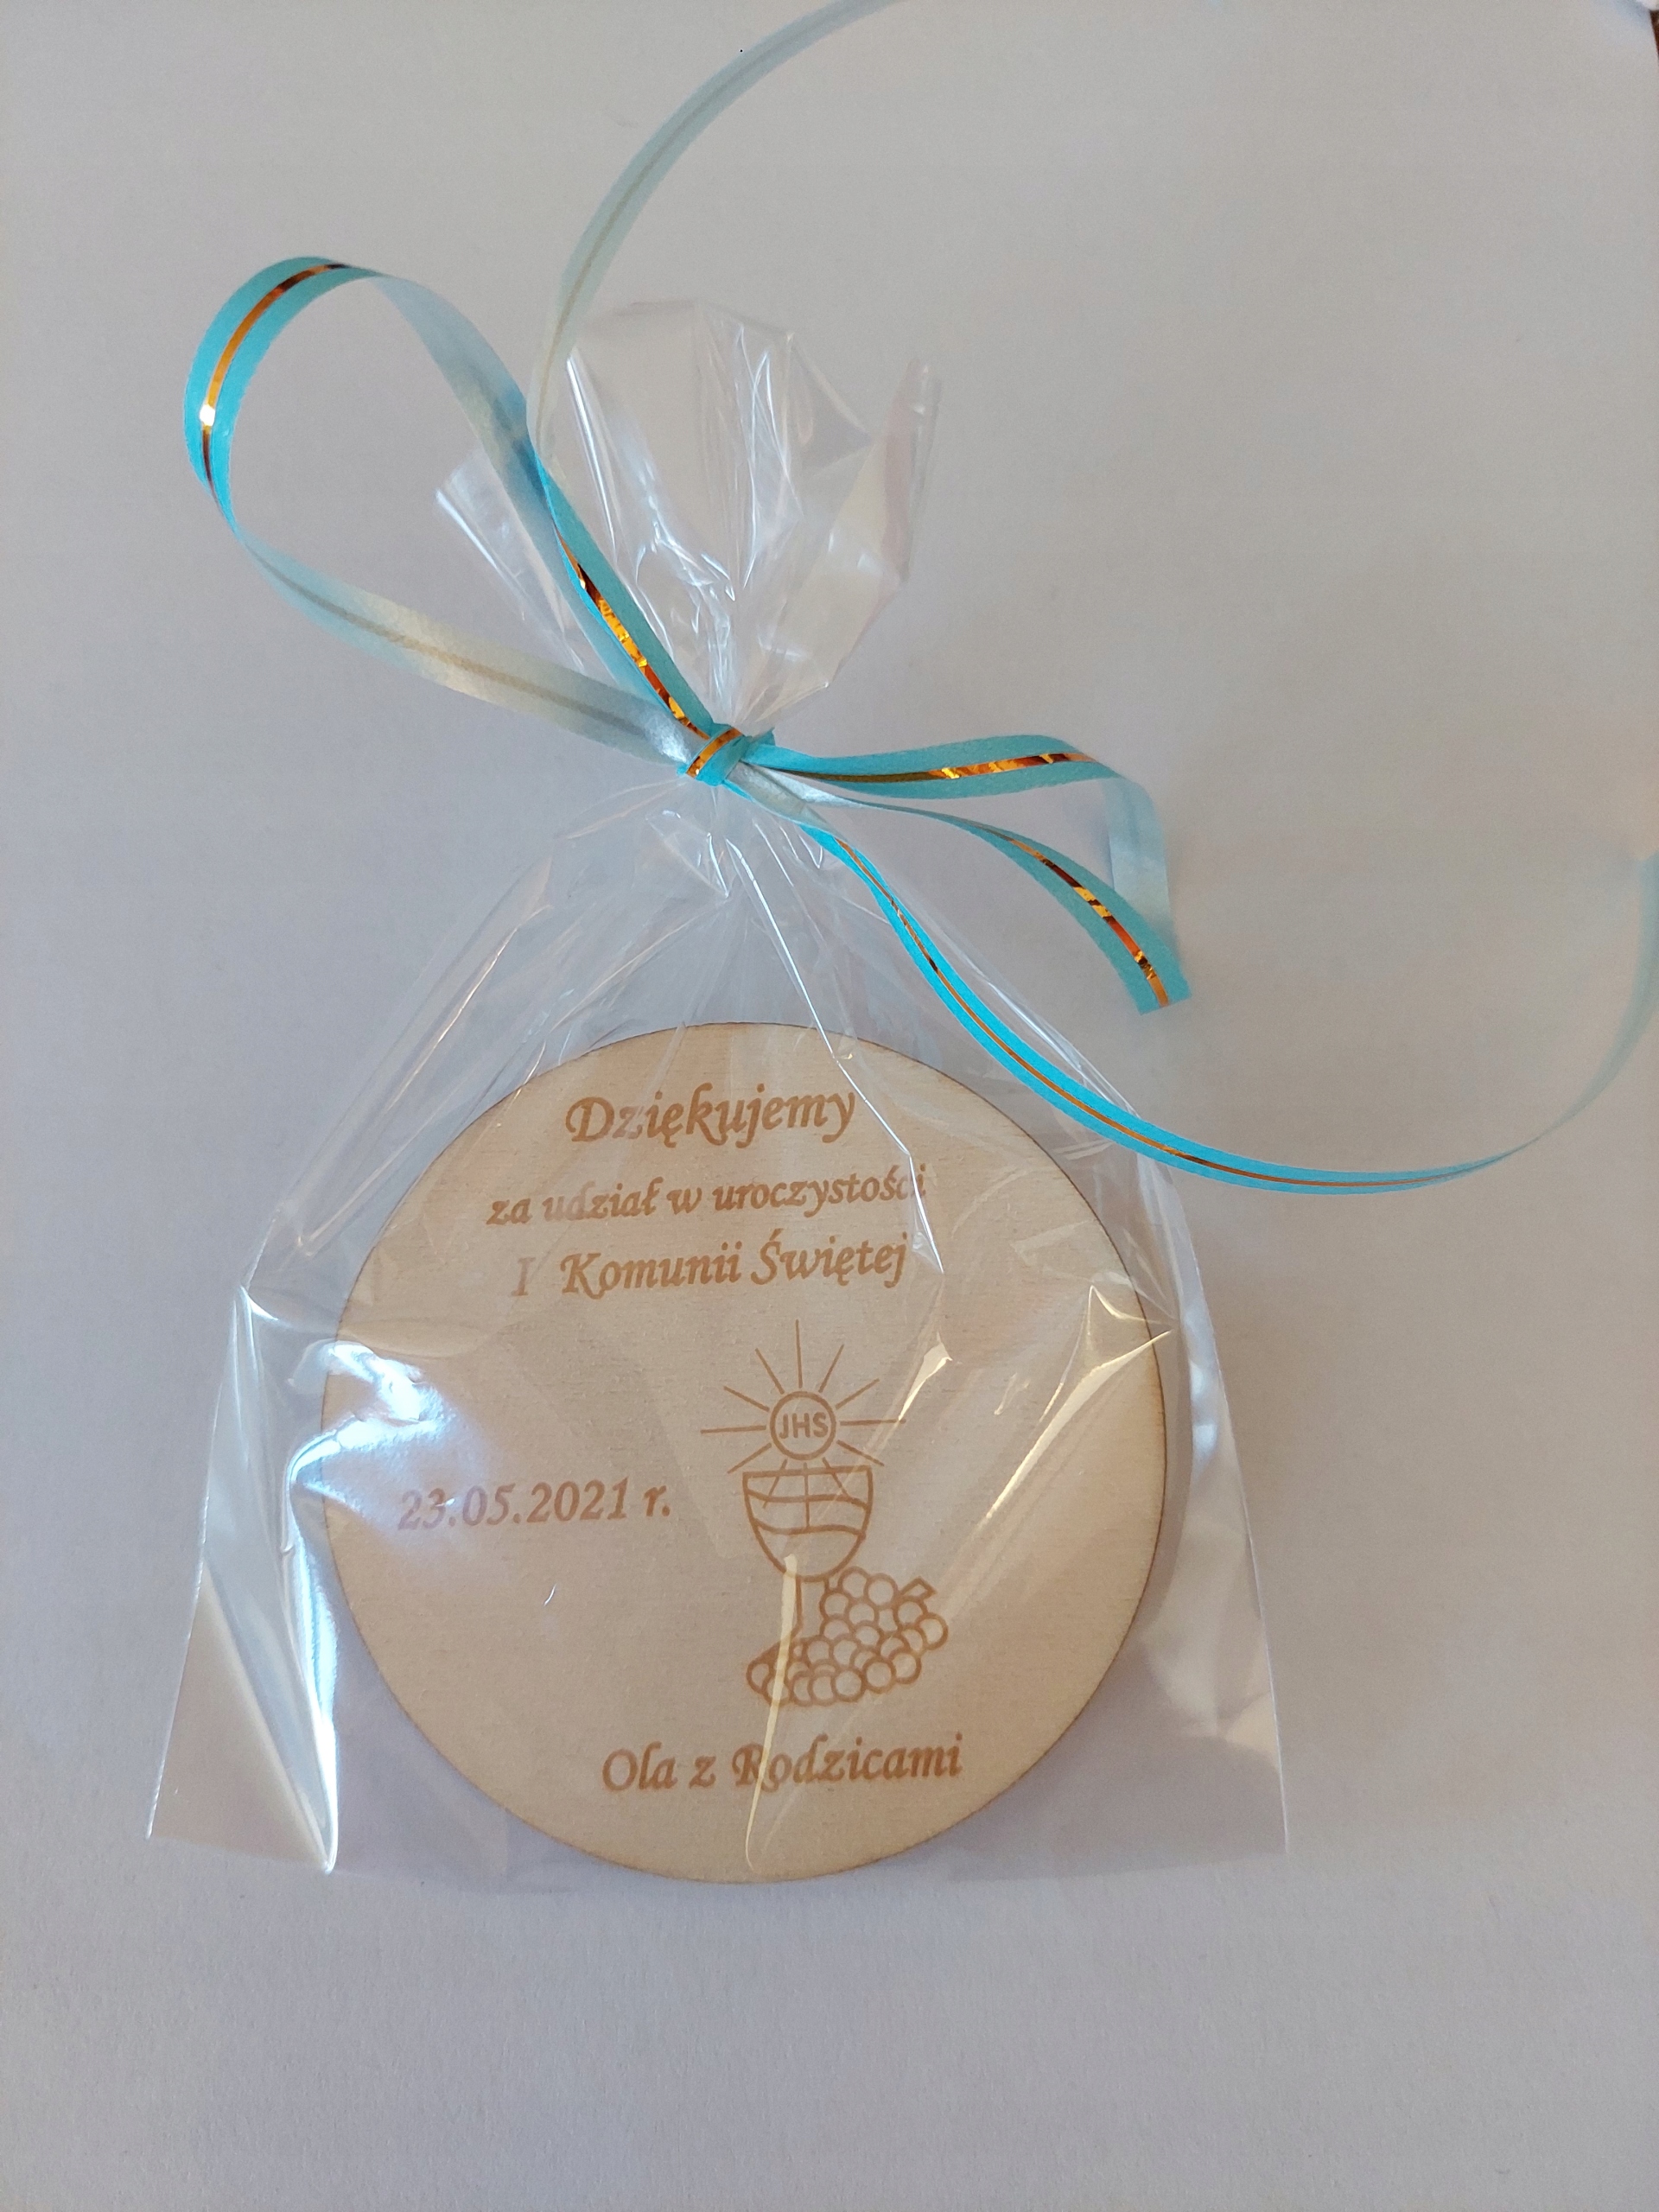 Dziękujemy
za udział w uroczystości
I Komunii Świętej
JHS
23.05.2021 r.
Ola z Rodzicami